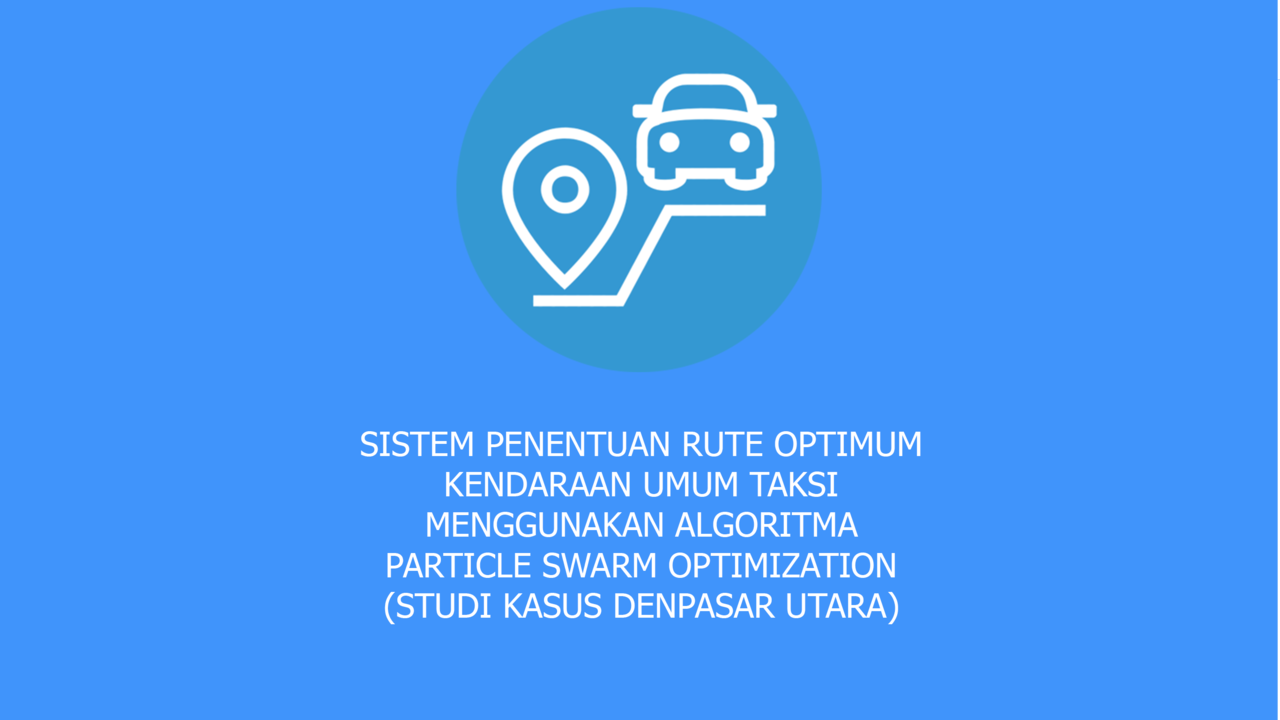 SISTEM PENENTUAN RUTE OPTIMUM
KENDARAAN UMUM TAKSI
MENGGUNAKAN ALGORITMA
PARTICLE SWARM OPTIMIZATION
(STUDI KASUS DENPASAR UTARA)